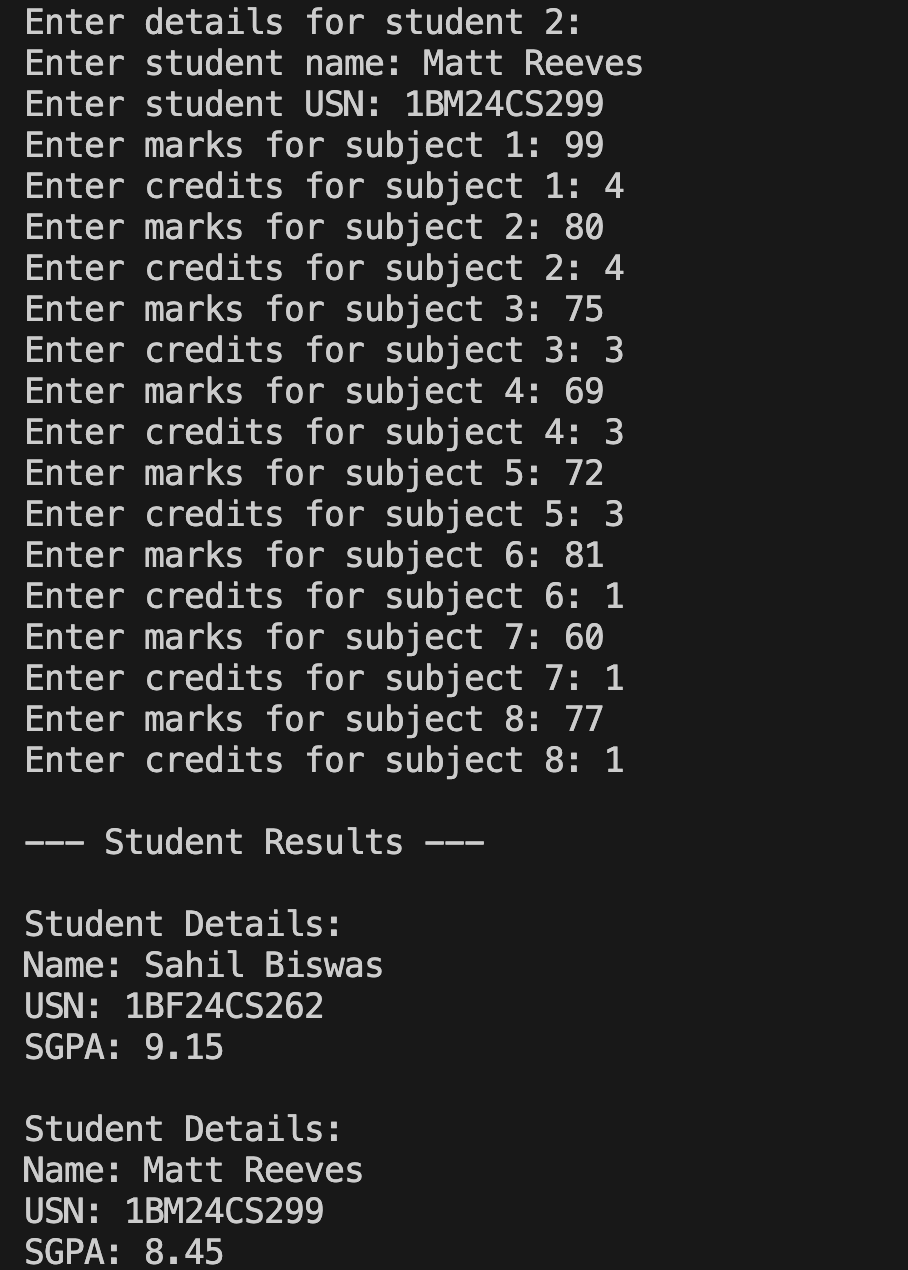 Enter details for student 2:
Enter student name: Matt Reeves
Enter student USN: 1BM24CS299
Enter marks for subject 1: 99
Enter credits for subject 1: 4
Enter marks for subject 2: 80
Enter credits for subject 2: 4
Enter marks for subject 3: 75
Enter credits for subject 3: 3
Enter marks for subject 4: 69
Enter credits for subject 4: 3
Enter marks for subject 5: 72
Enter credits for subject 5: 3
Enter marks for subject 6: 81
Enter credits for subject 6: 1
Enter marks for subject 7: 60
Enter credits for subject 7: 1
Enter marks for subject 8: 77
Enter credits for subject 8: 1
--- Student Results ---
Student Details:
Name: Sahil Biswas
USN: 1BF24CS262
SGPA: 9.15
Student Details:
Name: Matt Reeves
USN: 1BM24CS299
SGPA: 8.45